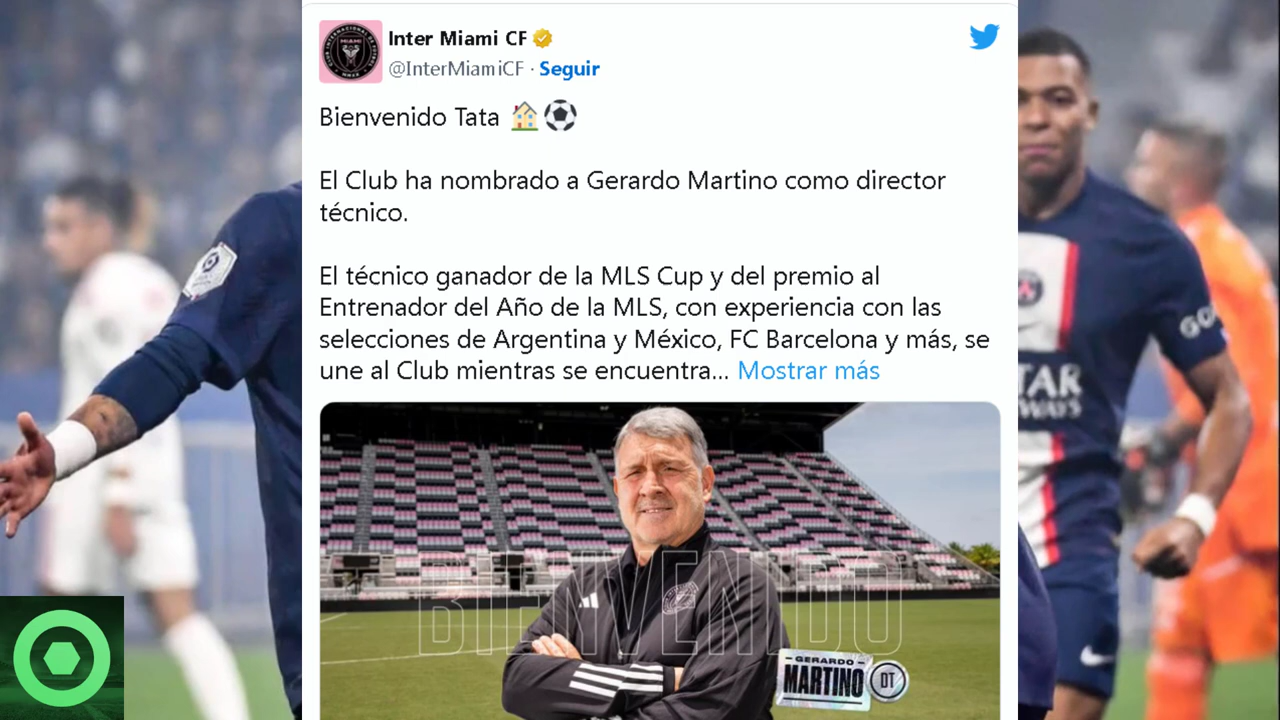 Inter Miami CF
@InterMiamiCF · Seguir
Bienvenido Tata 🏠⚽
El Club ha nombrado a Gerardo Martino como director
técnico.
El técnico ganador de la MLS Cup y del premio al
Entrenador del Año de la MLS, con experiencia con las
selecciones de Argentina y México, FC Barcelona y más, se
une al Club mientras se encuentra... Mostrar más
BIENVENIDO
GERARDO
MARTINO
DT
MIAMI
GO